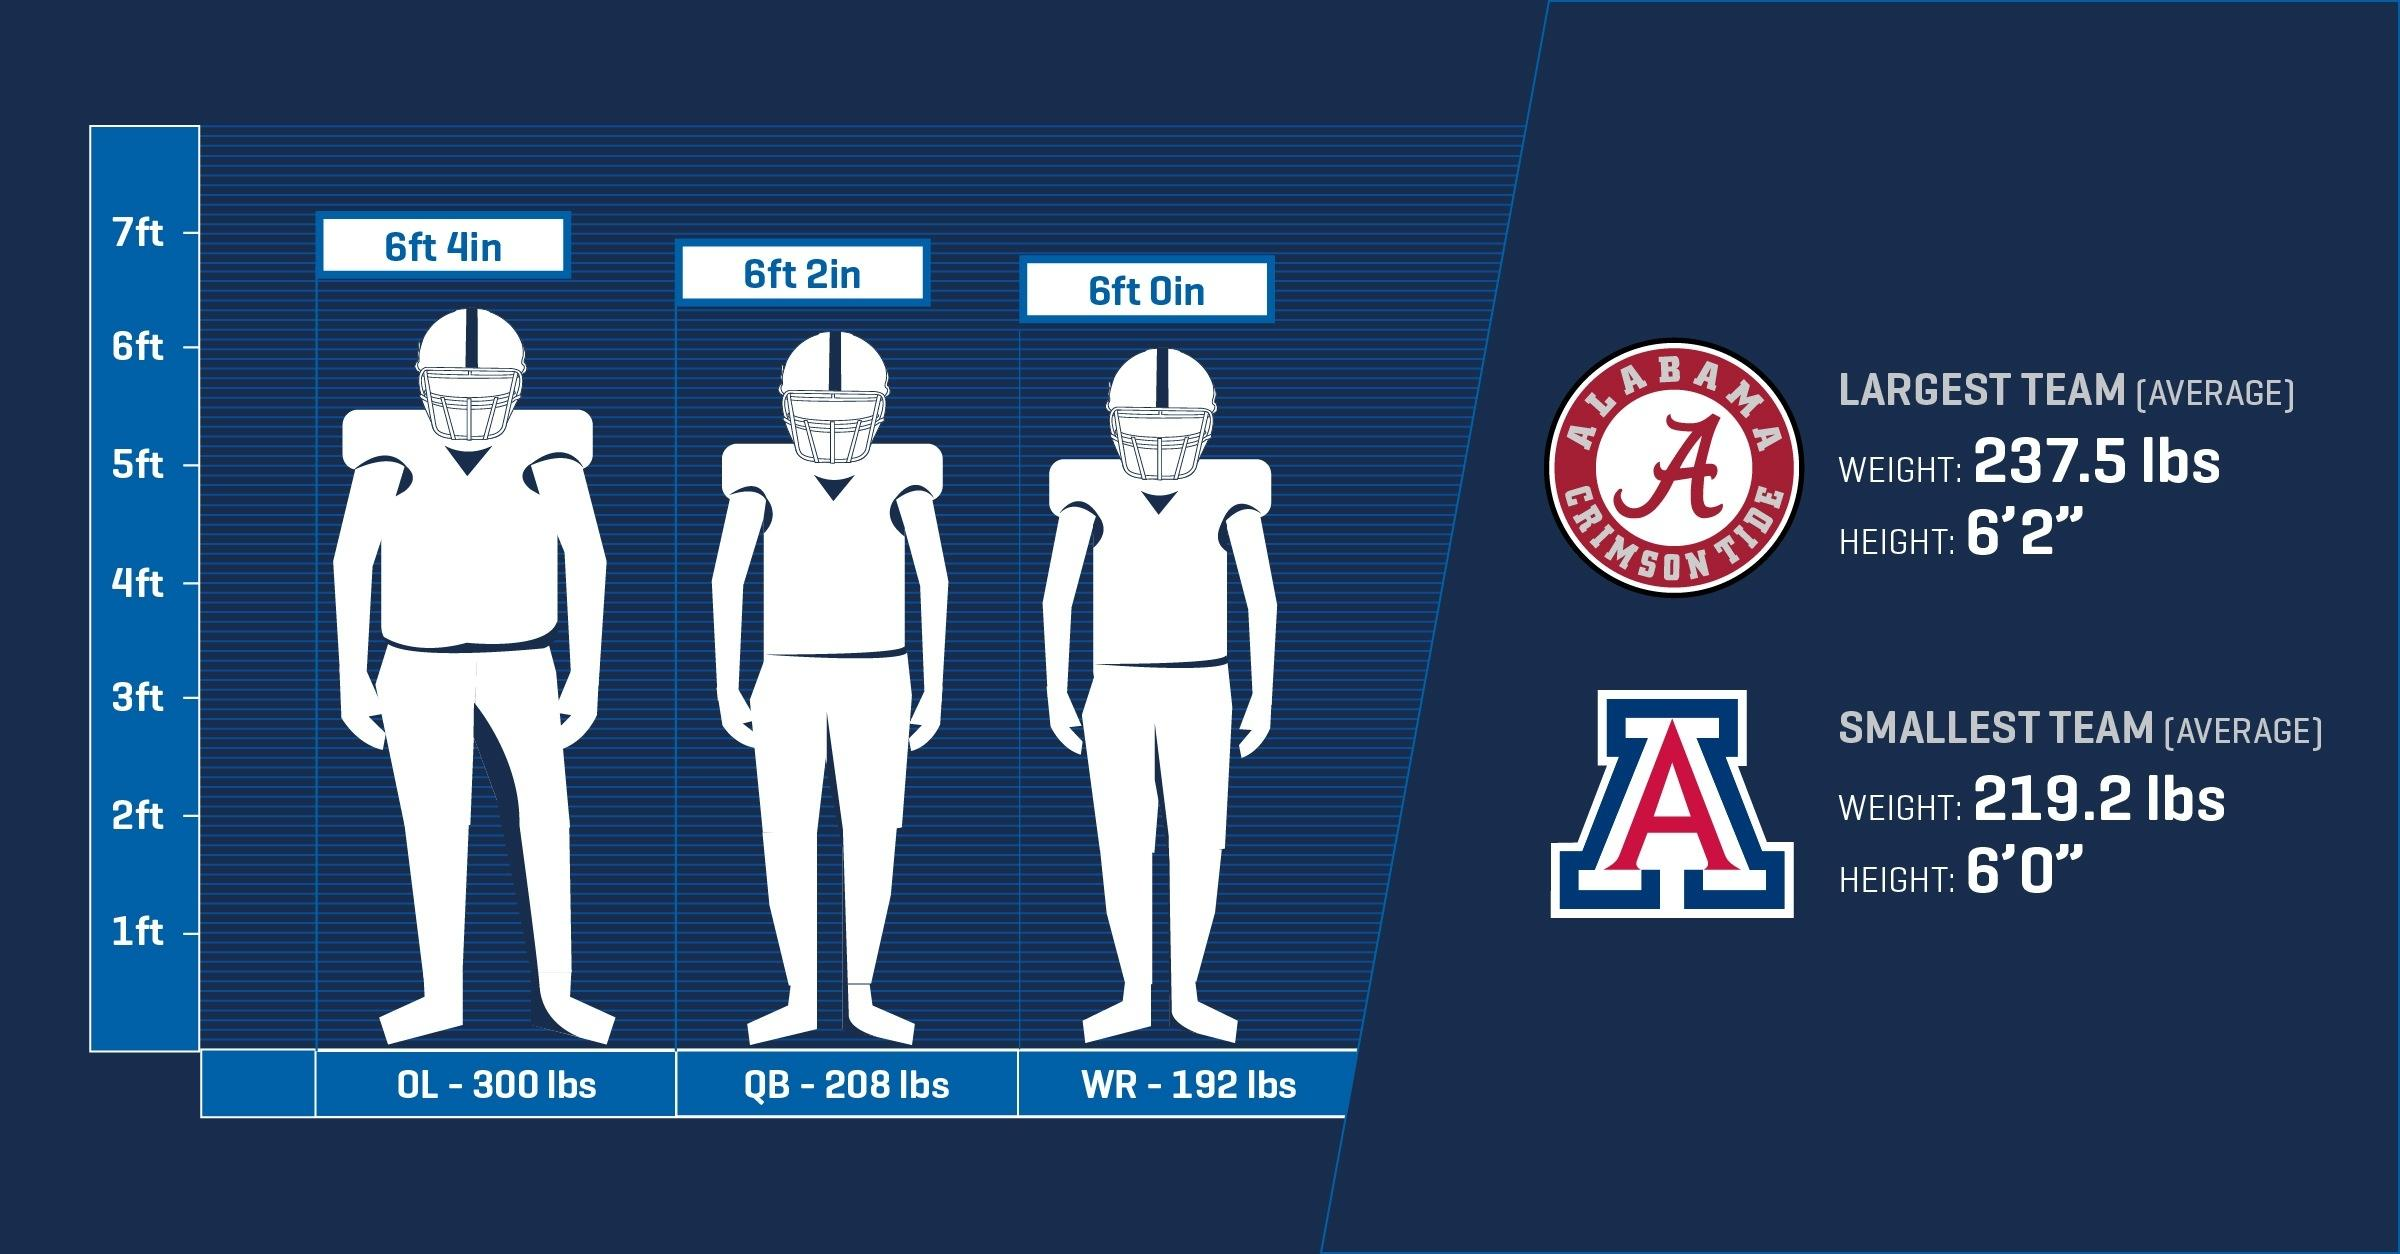 7ft
6ft
5ft
4ft
3ft
2ft
1ft
6ft 4in
6ft 2in
6ft 0in
OL - 300 lbs
QB - 208 lbs
WR - 192 lbs
ALABAMA
A
CRIMSON TIDE
LARGEST TEAM (AVERAGE)
WEIGHT: 237.5 lbs
HEIGHT: 6’2”
A
SMALLEST TEAM (AVERAGE)
WEIGHT: 219.2 lbs
HEIGHT: 6’0”